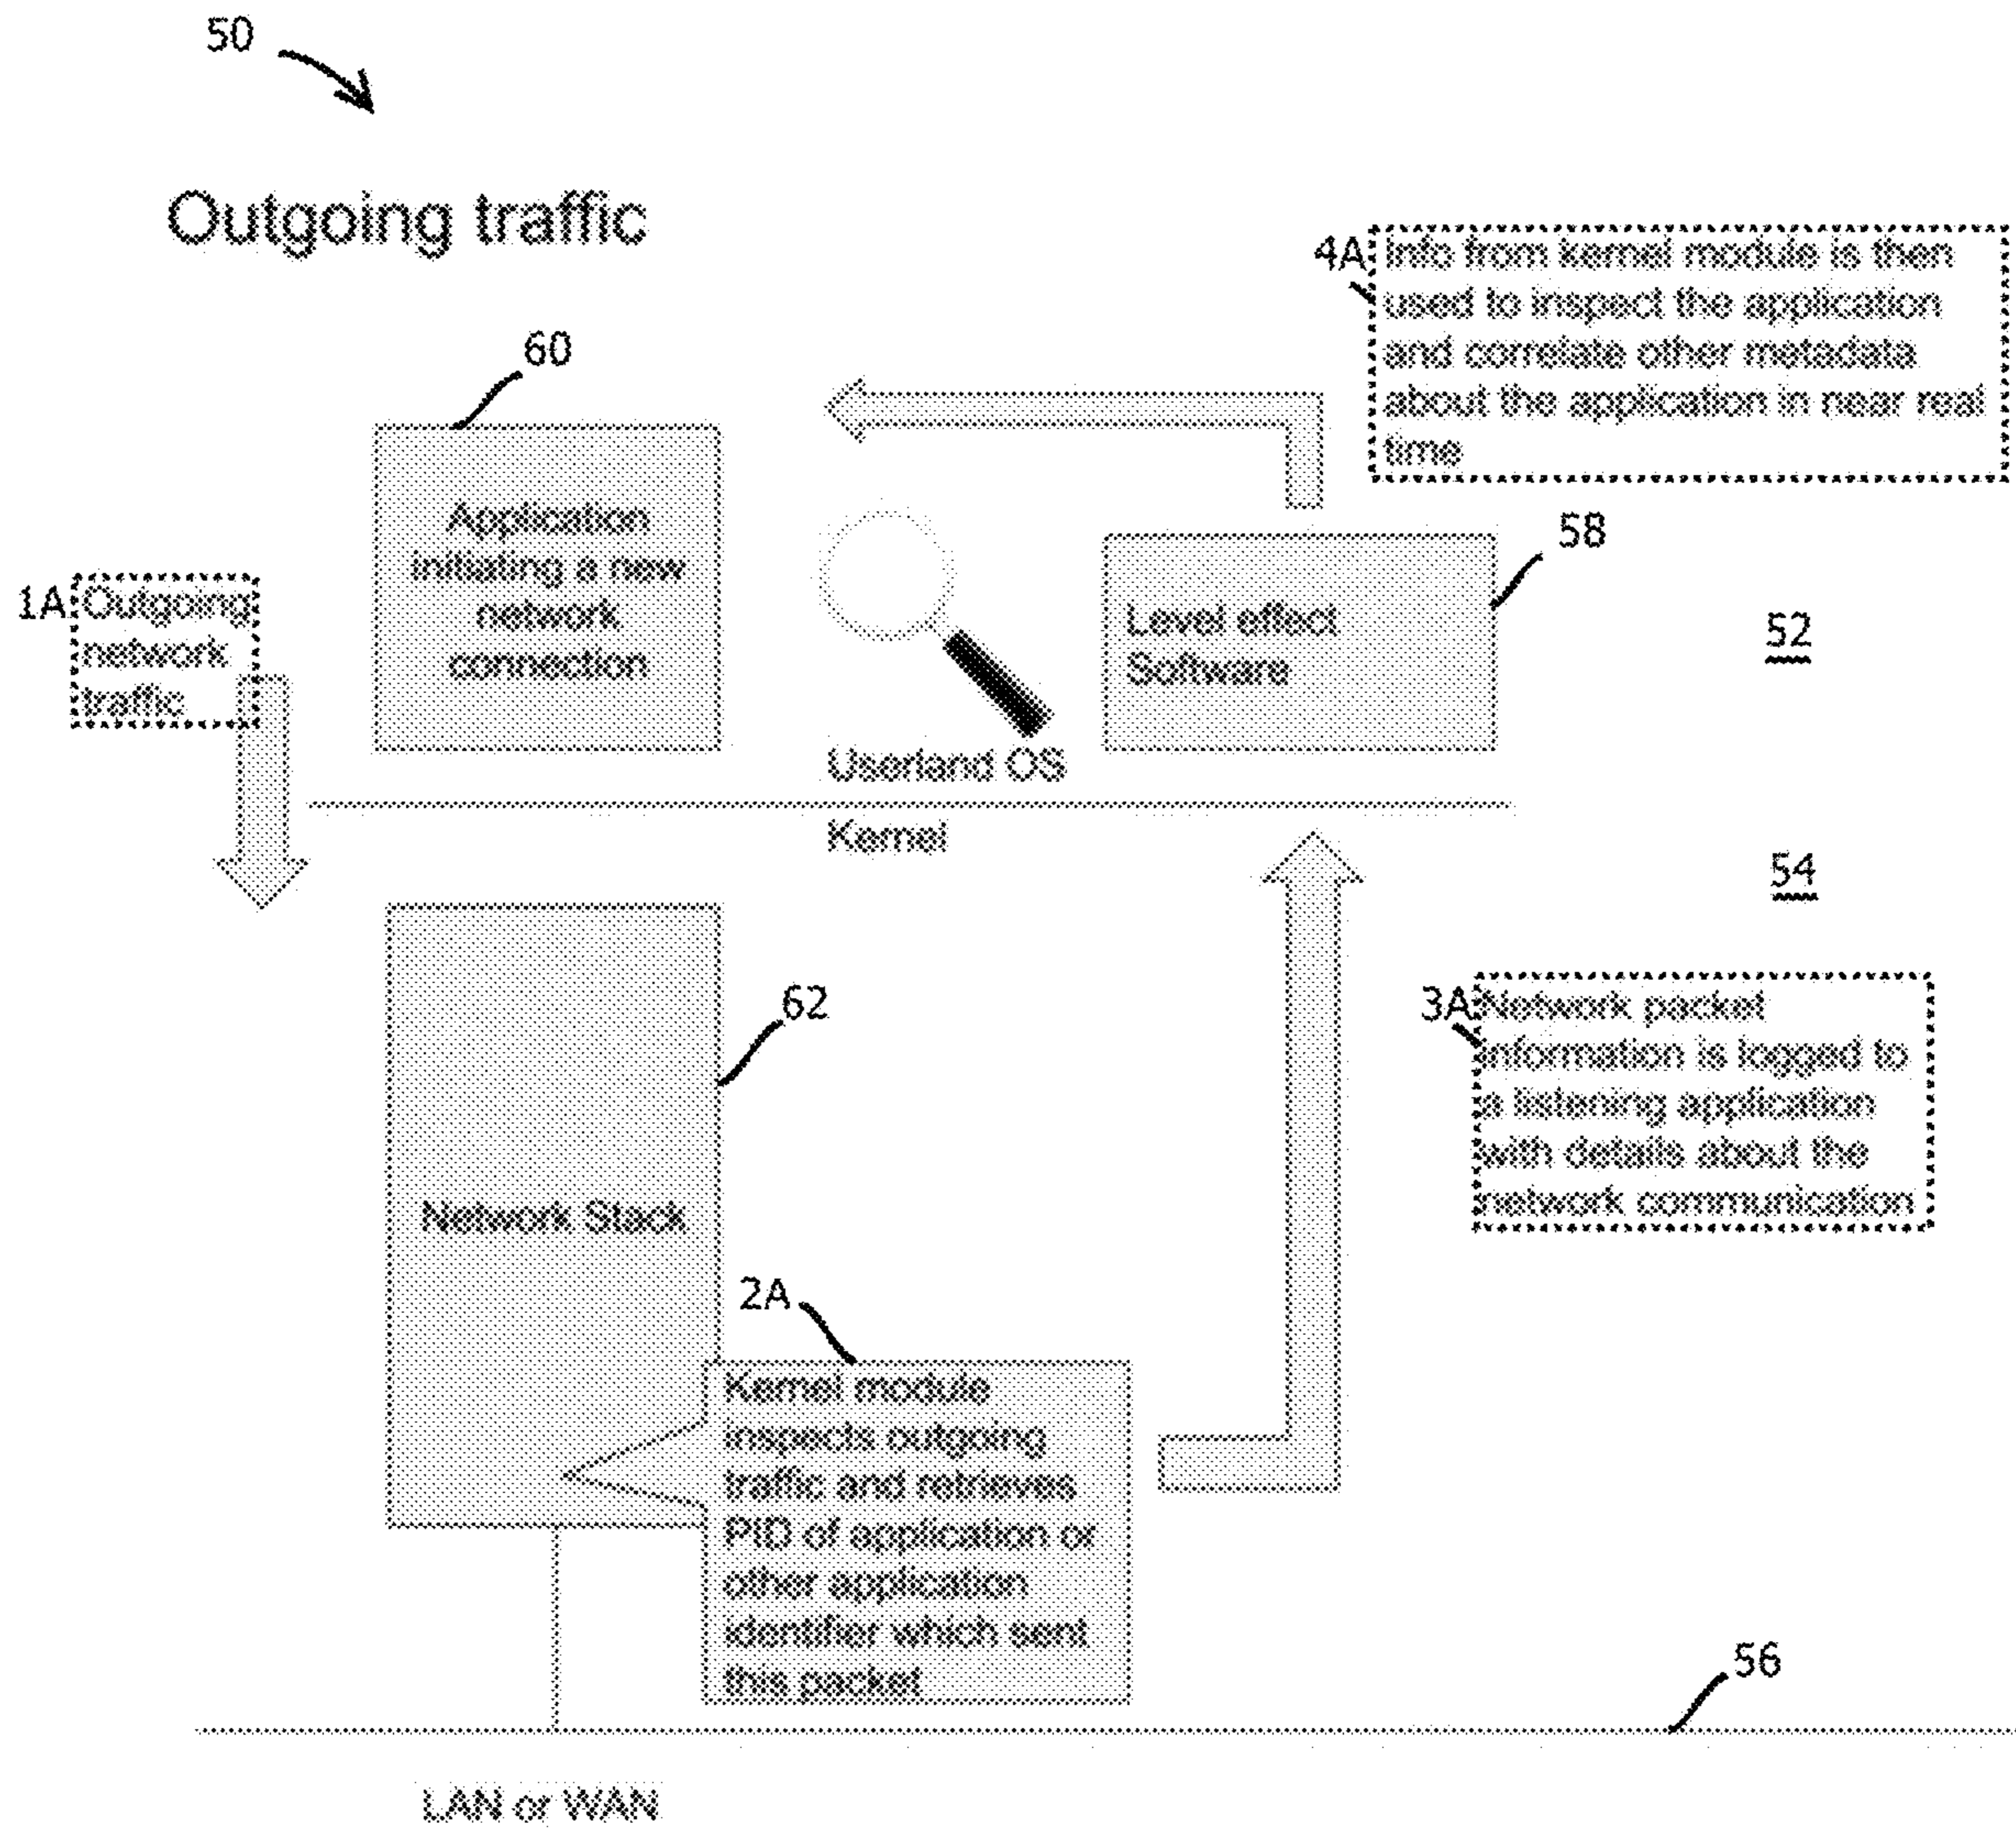 50
Outgoing traffic
4A
Info from kernel module is then
used to inspect the application
and correlate other metadata
about the application in near real
time
60
Application
initiating a new
network
connection
58
Level effect
Software
1A
Outgoing
network
traffic
52
Userland OS
Kernel
54
62
3A
Network packet
information is logged to
a listening application
with details about the
network communication
Network Stack
2A
Kernel module
inspects outgoing
traffic and retrieves
PID of application or
other application
identifier which sent
this packet
56
LAN or WAN